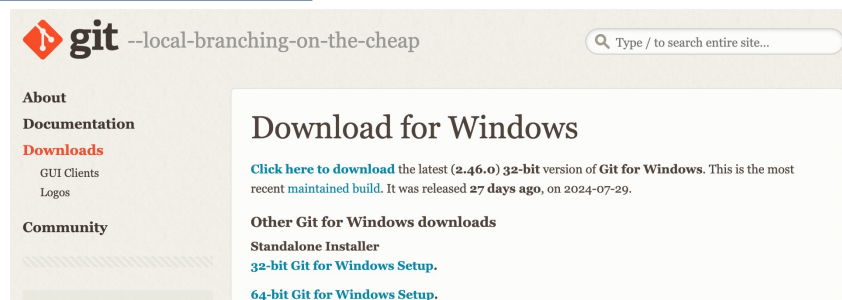 git --local-branching-on-the-cheap
Type / to search entire site...
About
Documentation
Downloads
GUI Clients
Logos
Community
Download for Windows
Click here to download the latest (2.46.0) 32-bit version of Git for Windows. This is the most
recent maintained build. It was released 27 days ago, on 2024-07-29.
Other Git for Windows downloads
Standalone Installer
32-bit Git for Windows Setup.
64-bit Git for Windows Setup.